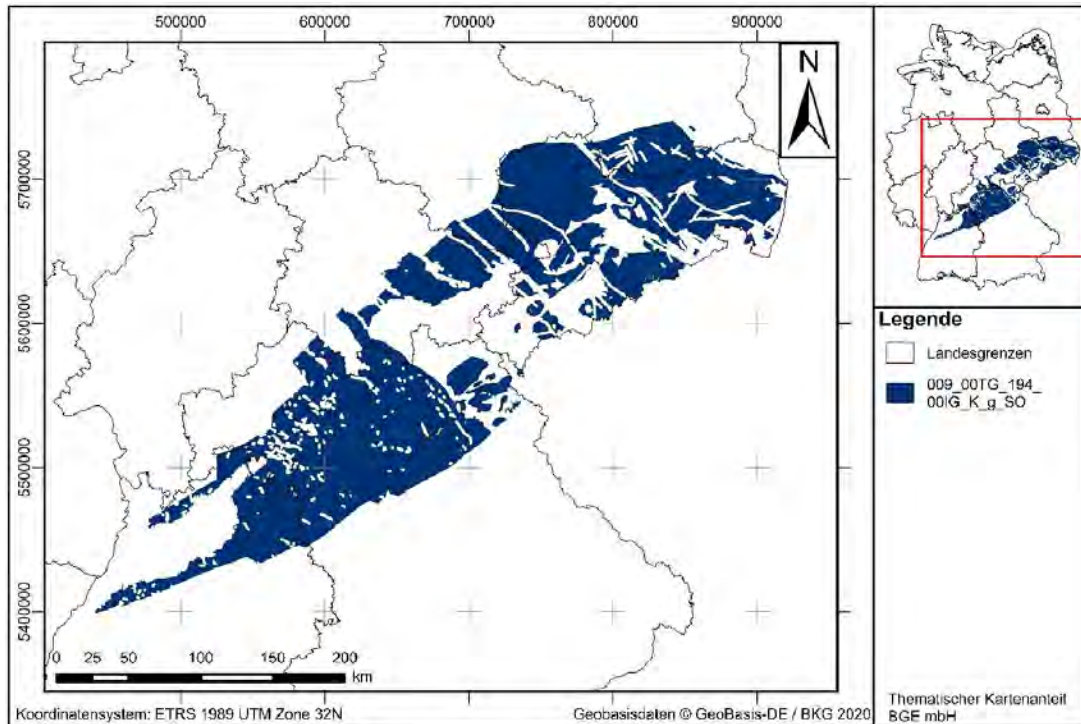 500000 600000 700000 800000 900000
N
5700000
5600000
5500000
5400000
0 25 50 100 150 200
km
Koordinatensystem: ETRS 1989 UTM Zone 32N
Geobasisdaten © GeoBasis-DE / BKG 2020
Legende
Landesgrenzen
009_00TG_194_
00IG_K_g_SO
Thematischer Kartenanteil
BGE mbH